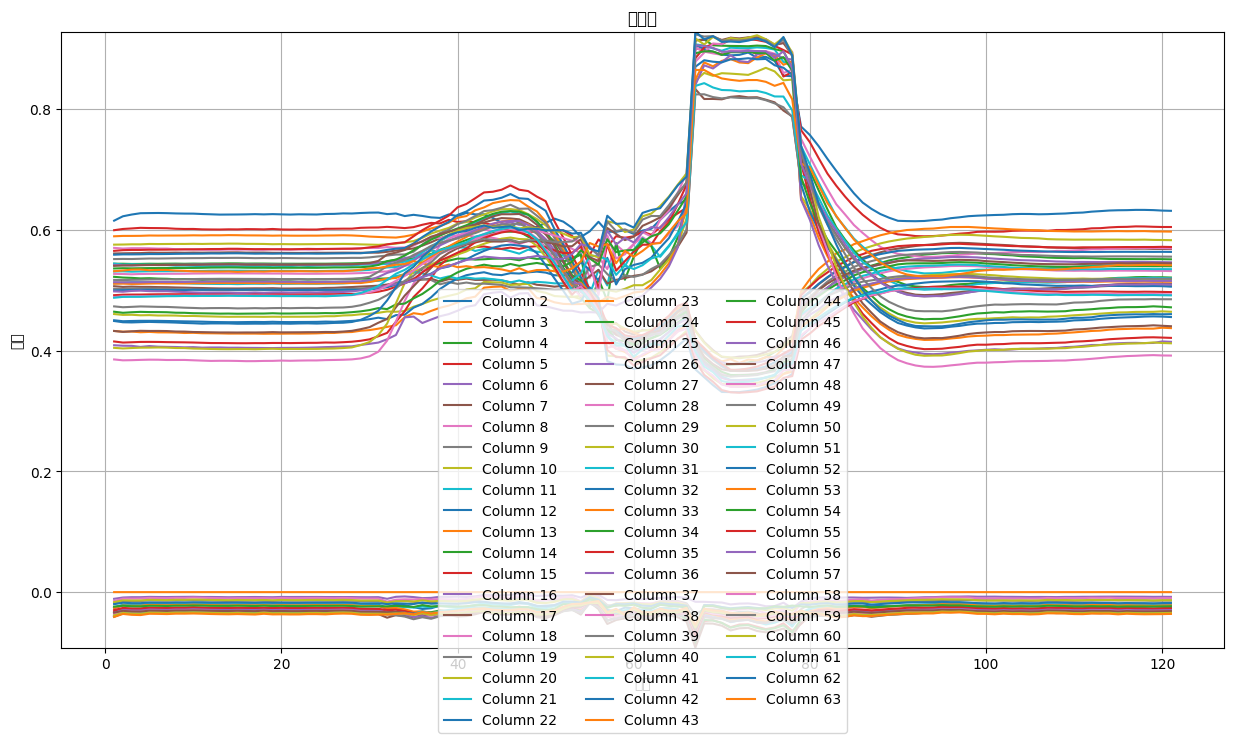 0.8
0.6
0.4
0.2
0.0
0
20
40
60
80
100
120
Column 2
Column 3
Column 4
Column 5
Column 6
Column 7
Column 8
Column 9
Column 10
Column 11
Column 12
Column 13
Column 14
Column 15
Column 16
Column 17
Column 18
Column 19
Column 20
Column 21
Column 22
Column 23
Column 24
Column 25
Column 26
Column 27
Column 28
Column 29
Column 30
Column 31
Column 32
Column 33
Column 34
Column 35
Column 36
Column 37
Column 38
Column 39
Column 40
Column 41
Column 42
Column 43
Column 44
Column 45
Column 46
Column 47
Column 48
Column 49
Column 50
Column 51
Column 52
Column 53
Column 54
Column 55
Column 56
Column 57
Column 58
Column 59
Column 60
Column 61
Column 62
Column 63